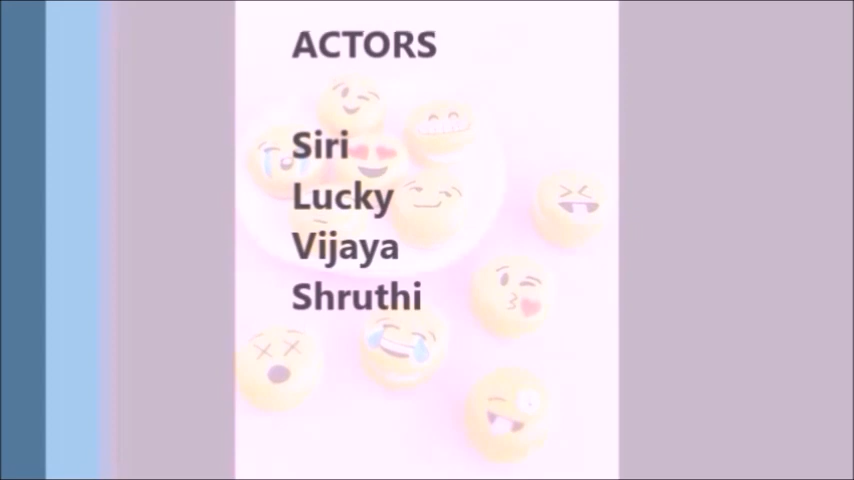 ACTORS
Siri
Lucky
Vijaya
Shruthi